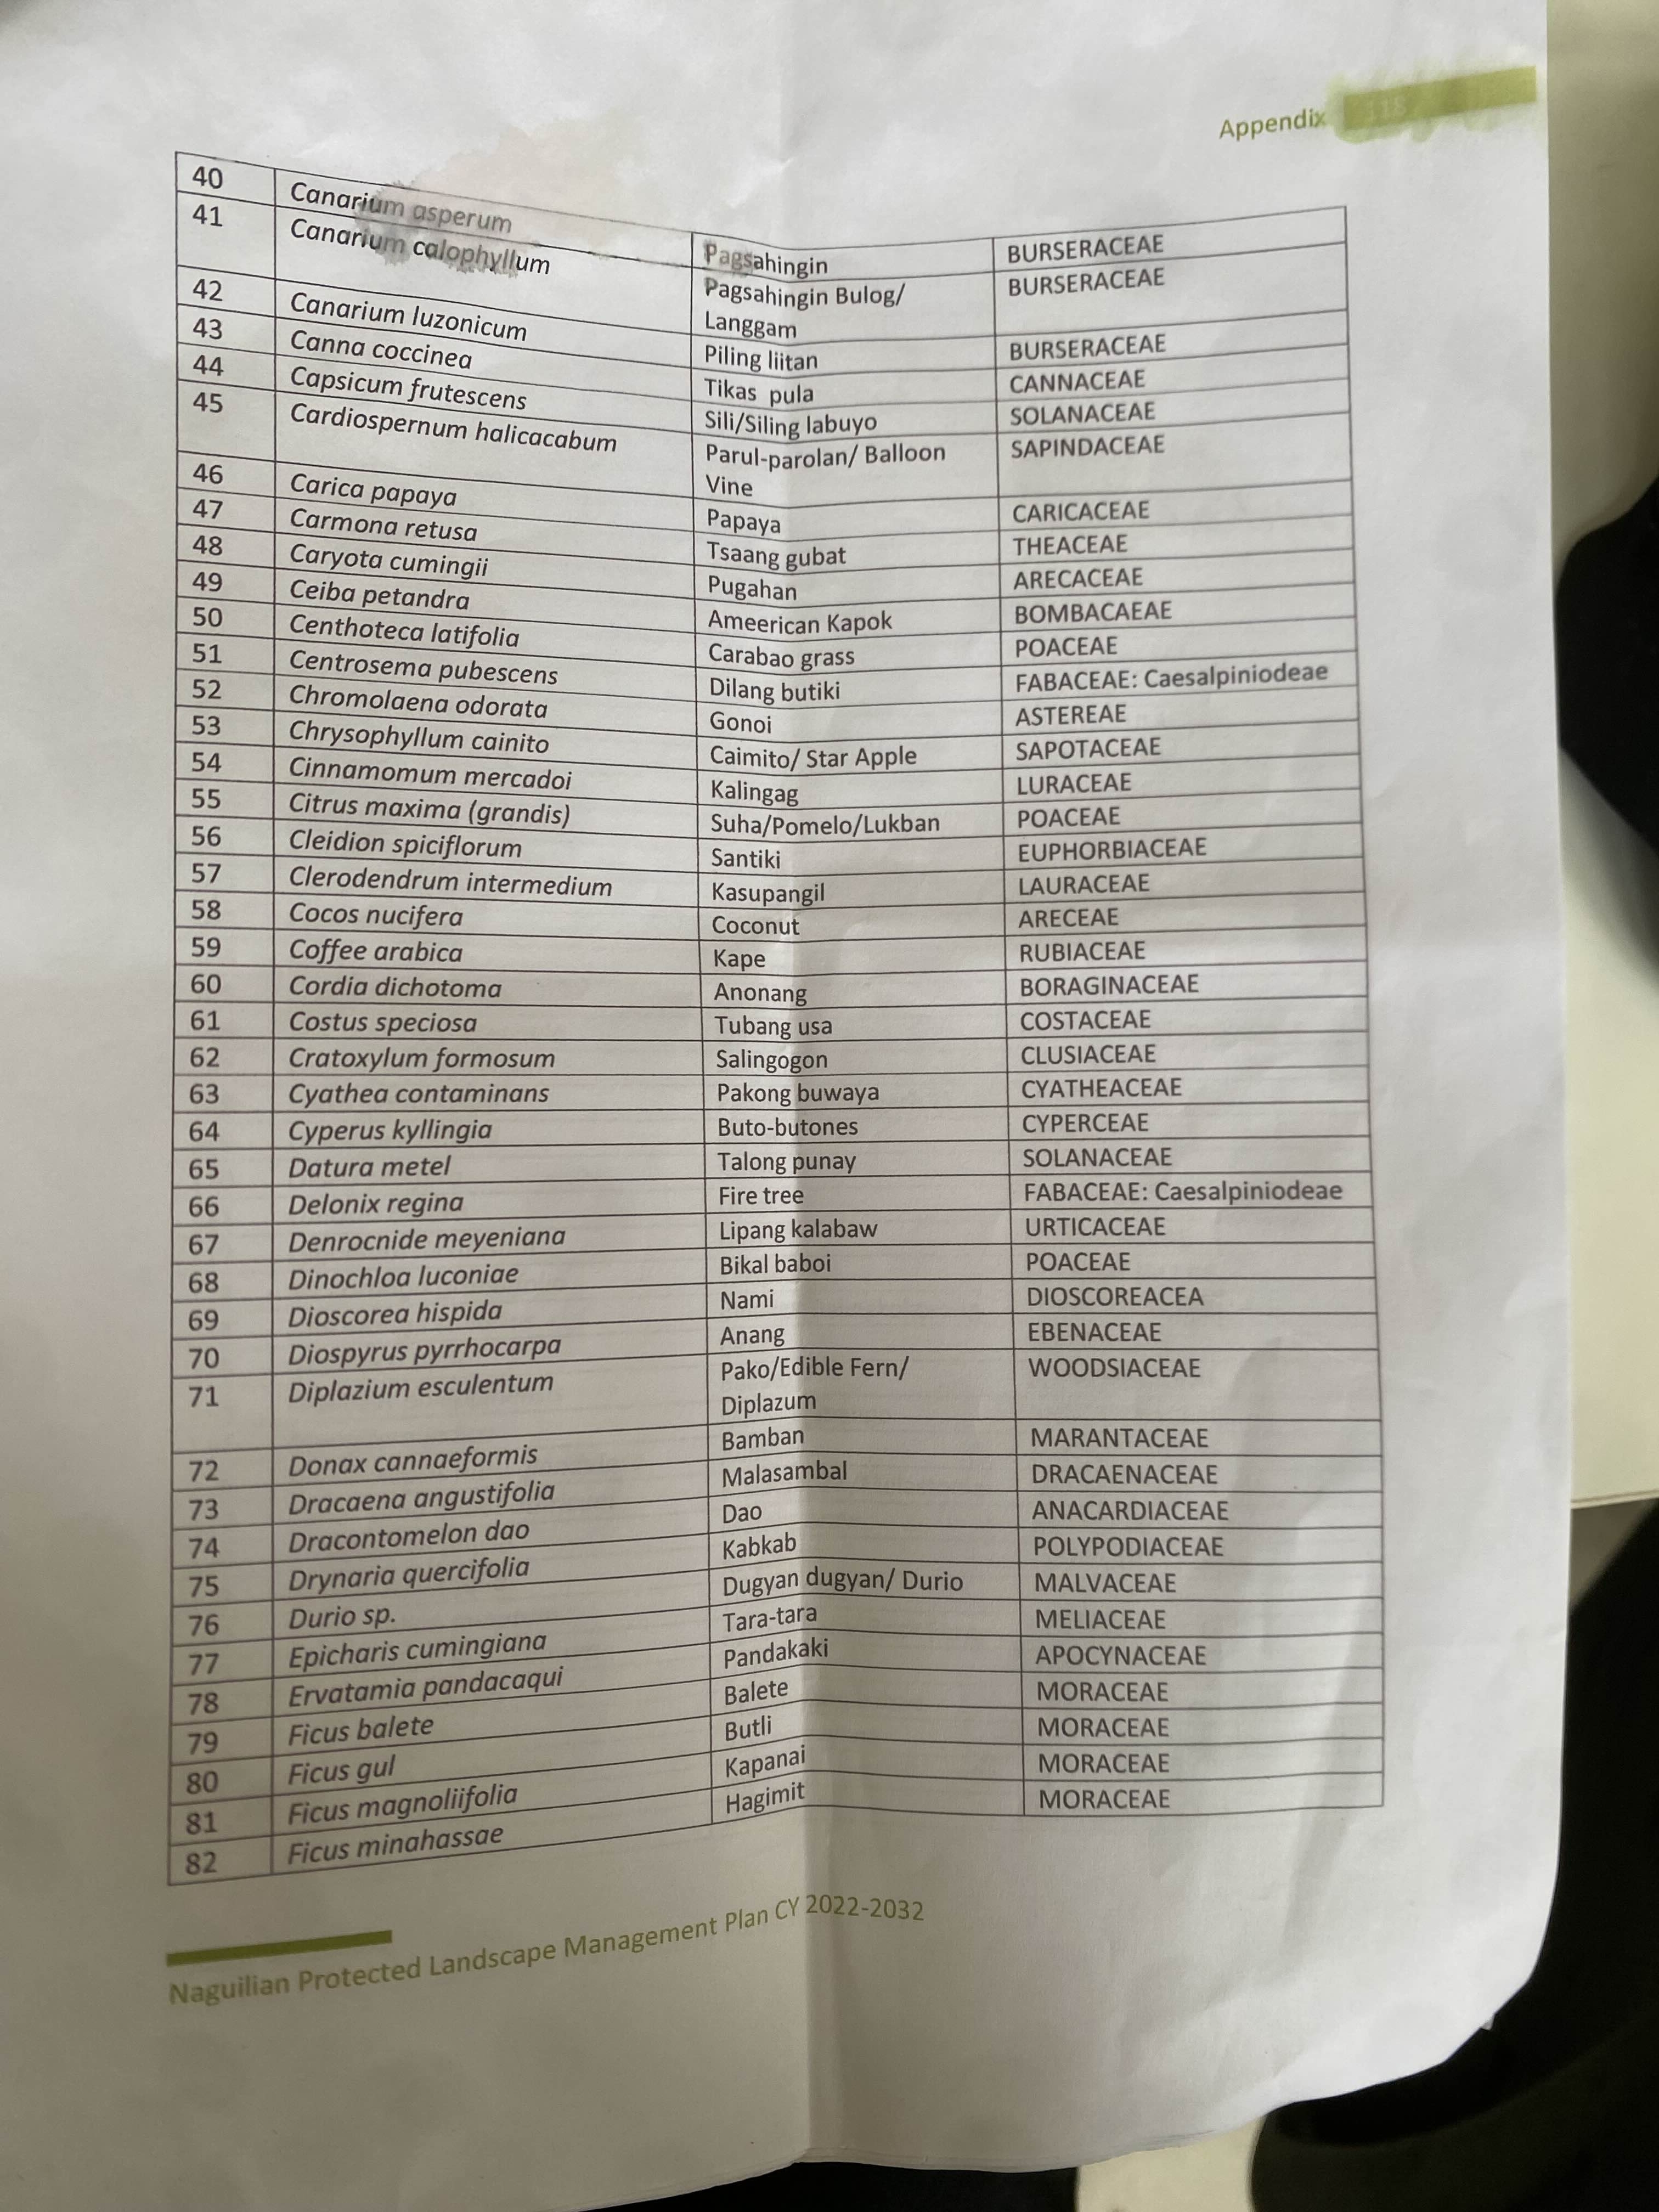 Appendix 115
40 Canarium asperum Pagsahingin BURSERACEAE
41 Canarium calophyllum Pagsahingin Bulog/ BURSERACEAE
Langgam
42 Canarium luzonicum Piling liitan BURSERACEAE
43 Canna coccinea Tikas pula CANNACEAE
44 Capsicum frutescens Sili/Siling labuyo SOLANACEAE
45 Cardiospernum halicacabum Parul-parolan/ Balloon SAPINDACEAE
Vine
46 Carica papaya Papaya CARICACEAE
47 Carmona retusa Tsaang gubat THEACEAE
48 Caryota cumingii Pugahan ARECACEAE
49 Ceiba petandra Ameerican Kapok BOMBACAEAE
50 Centhoteca latifolia Carabao grass POACEAE
51 Centrosema pubescens Dilang butiki FABACEAE: Caesalpiniodeae
52 Chromolaena odorata Gonoi ASTEREAE
53 Chrysophyllum cainito Caimito/ Star Apple SAPOTACEAE
54 Cinnamomum mercadoi Kalingag LURACEAE
55 Citrus maxima (grandis) Suha/Pomelo/Lukban POACEAE
56 Cleidion spiciflorum Santiki EUPHORBIACEAE
57 Clerodendrum intermedium Kasupangil LAURACEAE
58 Cocos nucifera Coconut ARECEAE
59 Coffee arabica Kape RUBIACEAE
60 Cordia dichotoma Anonang BORAGINACEAE
61 Costus speciosa Tubang usa COSTACEAE
62 Cratoxylum formosum Salingogon CLUSIACEAE
63 Cyathea contaminans Pakong buwaya CYATHEACEAE
64 Cyperus kyllingia Buto-butones CYPERCEAE
65 Datura metel Talong punay SOLANACEAE
66 Delonix regina Fire tree FABACEAE: Caesalpiniodeae
67 Denrocnide meyeniana Lipang kalabaw URTICACEAE
68 Dinochloa luconiae Bikal baboi POACEAE
69 Dioscorea hispida Nami DIOSCOREACEA
70 Diospyrus pyrrhocarpa Anang EBENACEAE
71 Diplazium esculentum Pako/Edible Fern/ WOODSIACEAE
Diplazum
72 Donax cannaeformis Bamban MARANTACEAE
73 Dracaena angustifolia Malasambal DRACAENACEAE
74 Dracontomelon dao Dao ANACARDIACEAE
75 Drynaria quercifolia Kabkab POLYPODIACEAE
76 Durio sp. Dugyan dugyan/ Durio MALVACEAE
77 Epicharis cumingiana Tara-tara MELIACEAE
78 Ervatamia pandacaqui Pandakaki APOCYNACEAE
79 Ficus balete Balete MORACEAE
80 Ficus gul Butli MORACEAE
81 Ficus magnoliifolia Kapanai MORACEAE
82 Ficus minahassae Hagimit MORACEAE
Naguilian Protected Landscape Management Plan CY 2022-2032